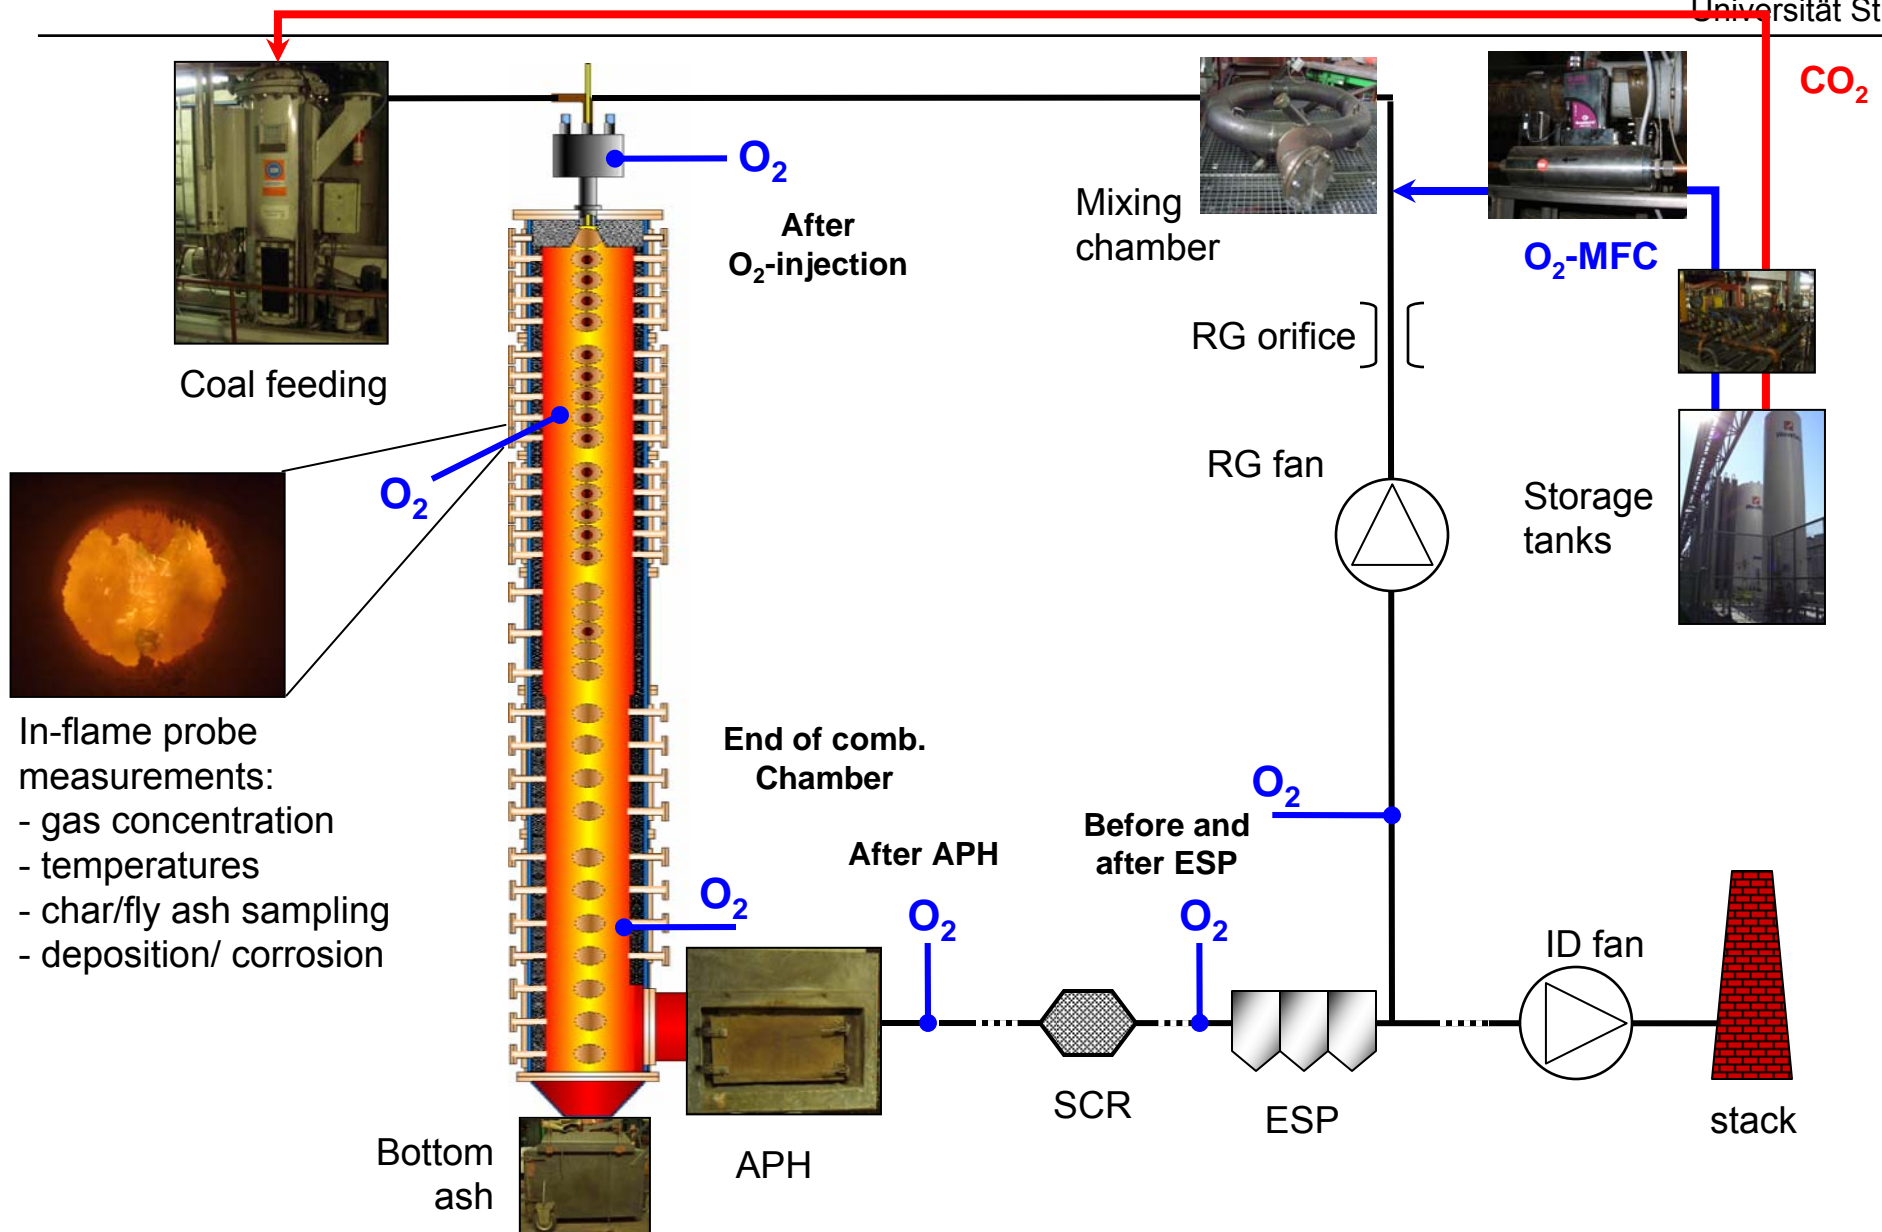 Universität St
CO2
O2
After
O2-injection
Mixing
chamber
O2-MFC
RG orifice
Coal feeding
RG fan
O2
Storage
tanks
In-flame probe
measurements:
- gas concentration
- temperatures
- char/fly ash sampling
- deposition/ corrosion
End of comb.
Chamber
O2
Before and
after ESP
After APH
O2
O2
O2
ID fan
SCR
ESP
stack
APH
Bottom
ash